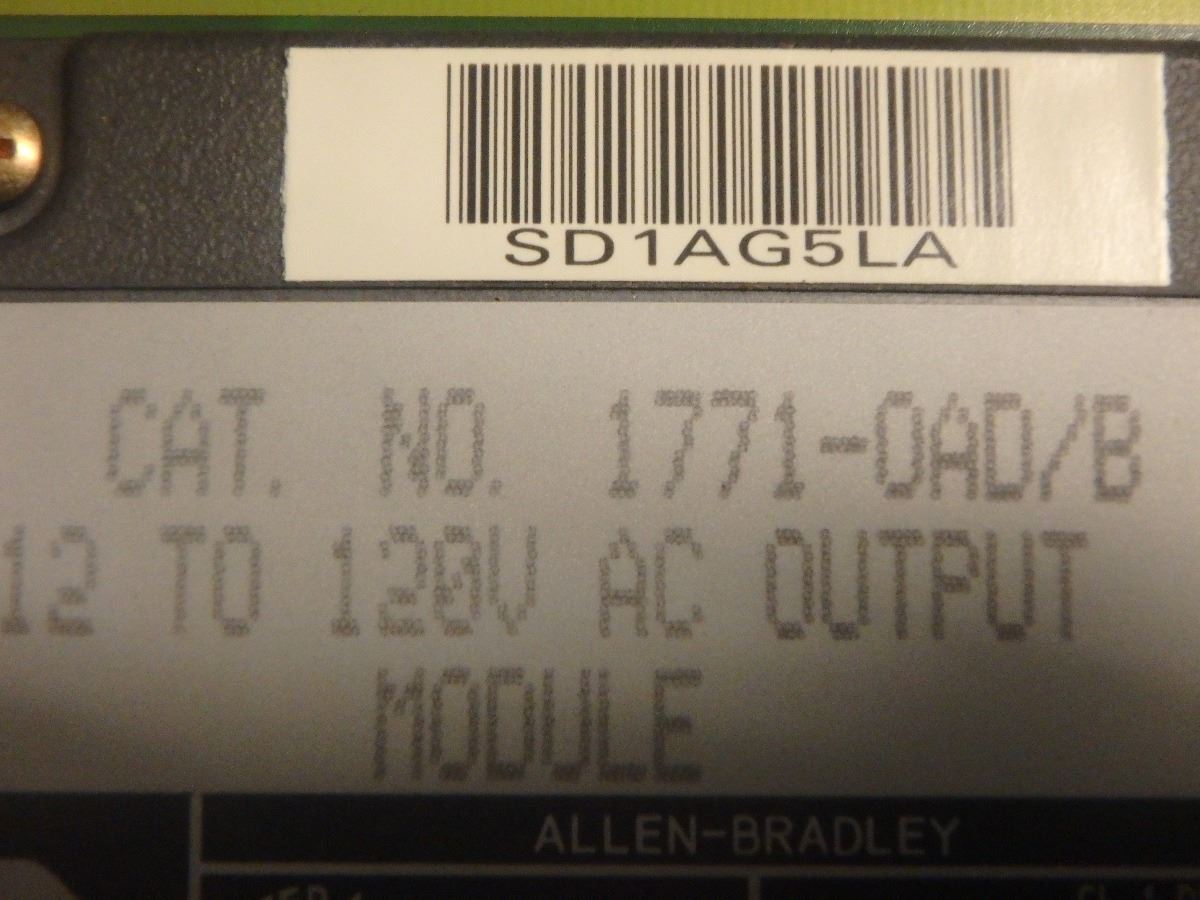 SD1AG5LA
CAT. NO. 1771-OAD/B
12 TO 120V AC OUTPUT
MODULE
ALLEN-BRADLEY